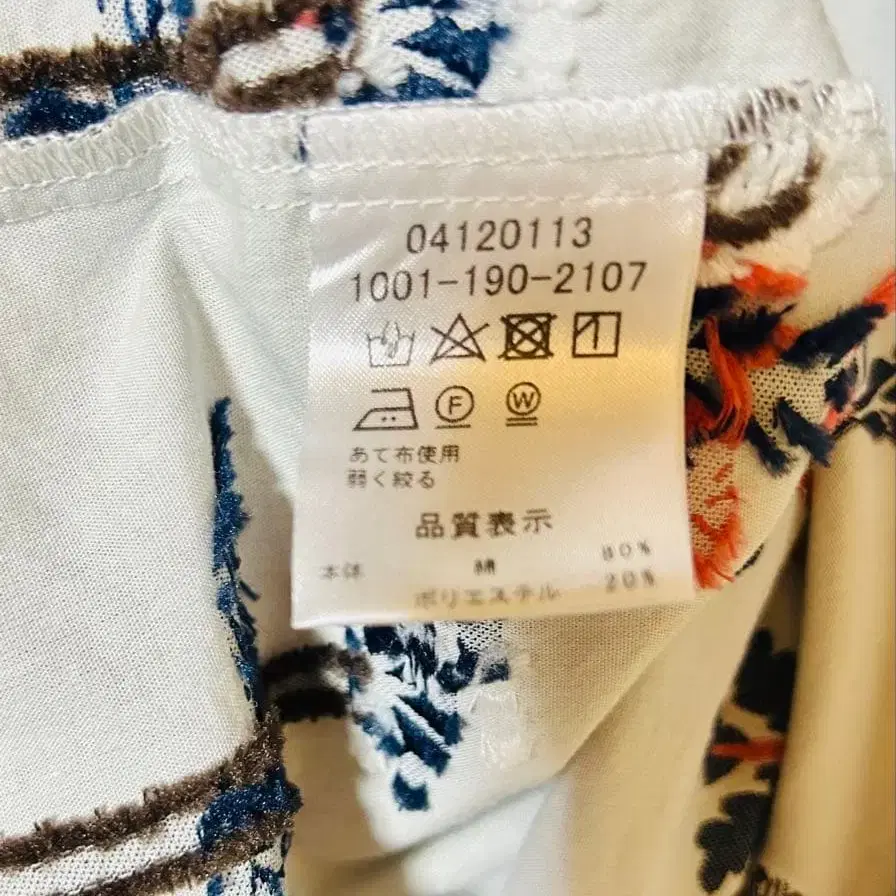 04120113
1001-190-2107
F W
あて布使用
弱く絞る
品質表示
本体 綿 80%
ポリエステル 20%